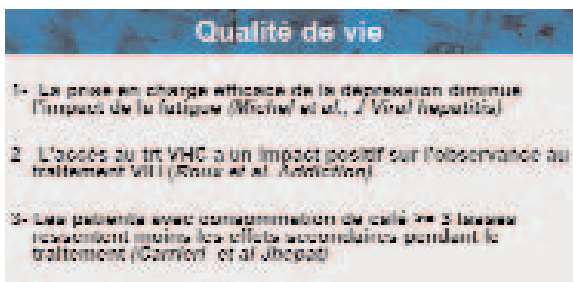 Qualité de vie
1- La prise en charge efficace de la dépression diminue
l'impact de la fatigue (Michel et al., J Viral hepatitis)
2 L'accès au trt VHC a un impact positif sur l'observance au
traitement VIH (Roux et al. Addiction)
3- Les patients avec consommation de café >= 3 tasses
ressentent moins les effets secondaires pendant le
traitement (Carrieri et al Jhepat)